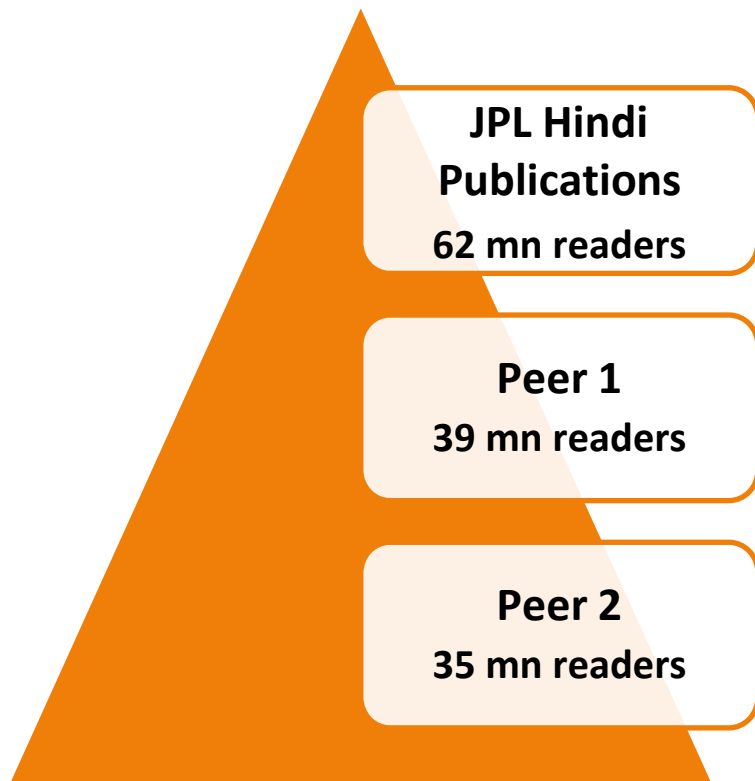 JPL Hindi
Publications
62 mn readers
Peer 1
39 mn readers
Peer 2
35 mn readers